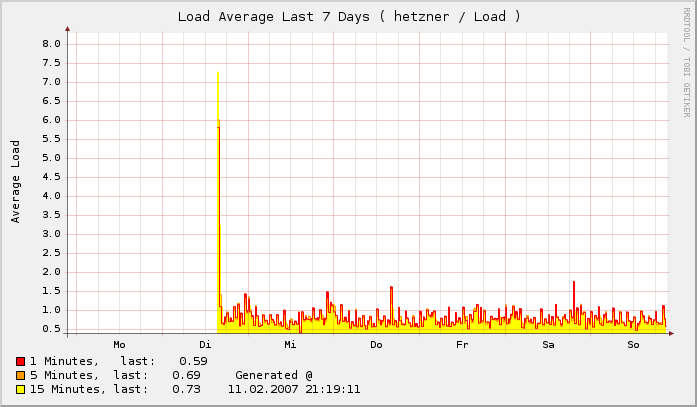 Load Average Last 7 Days ( hetzner / Load )
RRDTOOL / TOBI OETIKER
Average Load
8.0
7.5
7.0
6.5
6.0
5.5
5.0
4.5
4.0
3.5
3.0
2.5
2.0
1.5
1.0
0.5
Mo Di Mi Do Fr Sa So
1 Minutes, last: 0.59
5 Minutes, last: 0.69 Generated @
15 Minutes, last: 0.73 11.02.2007 21:19:11